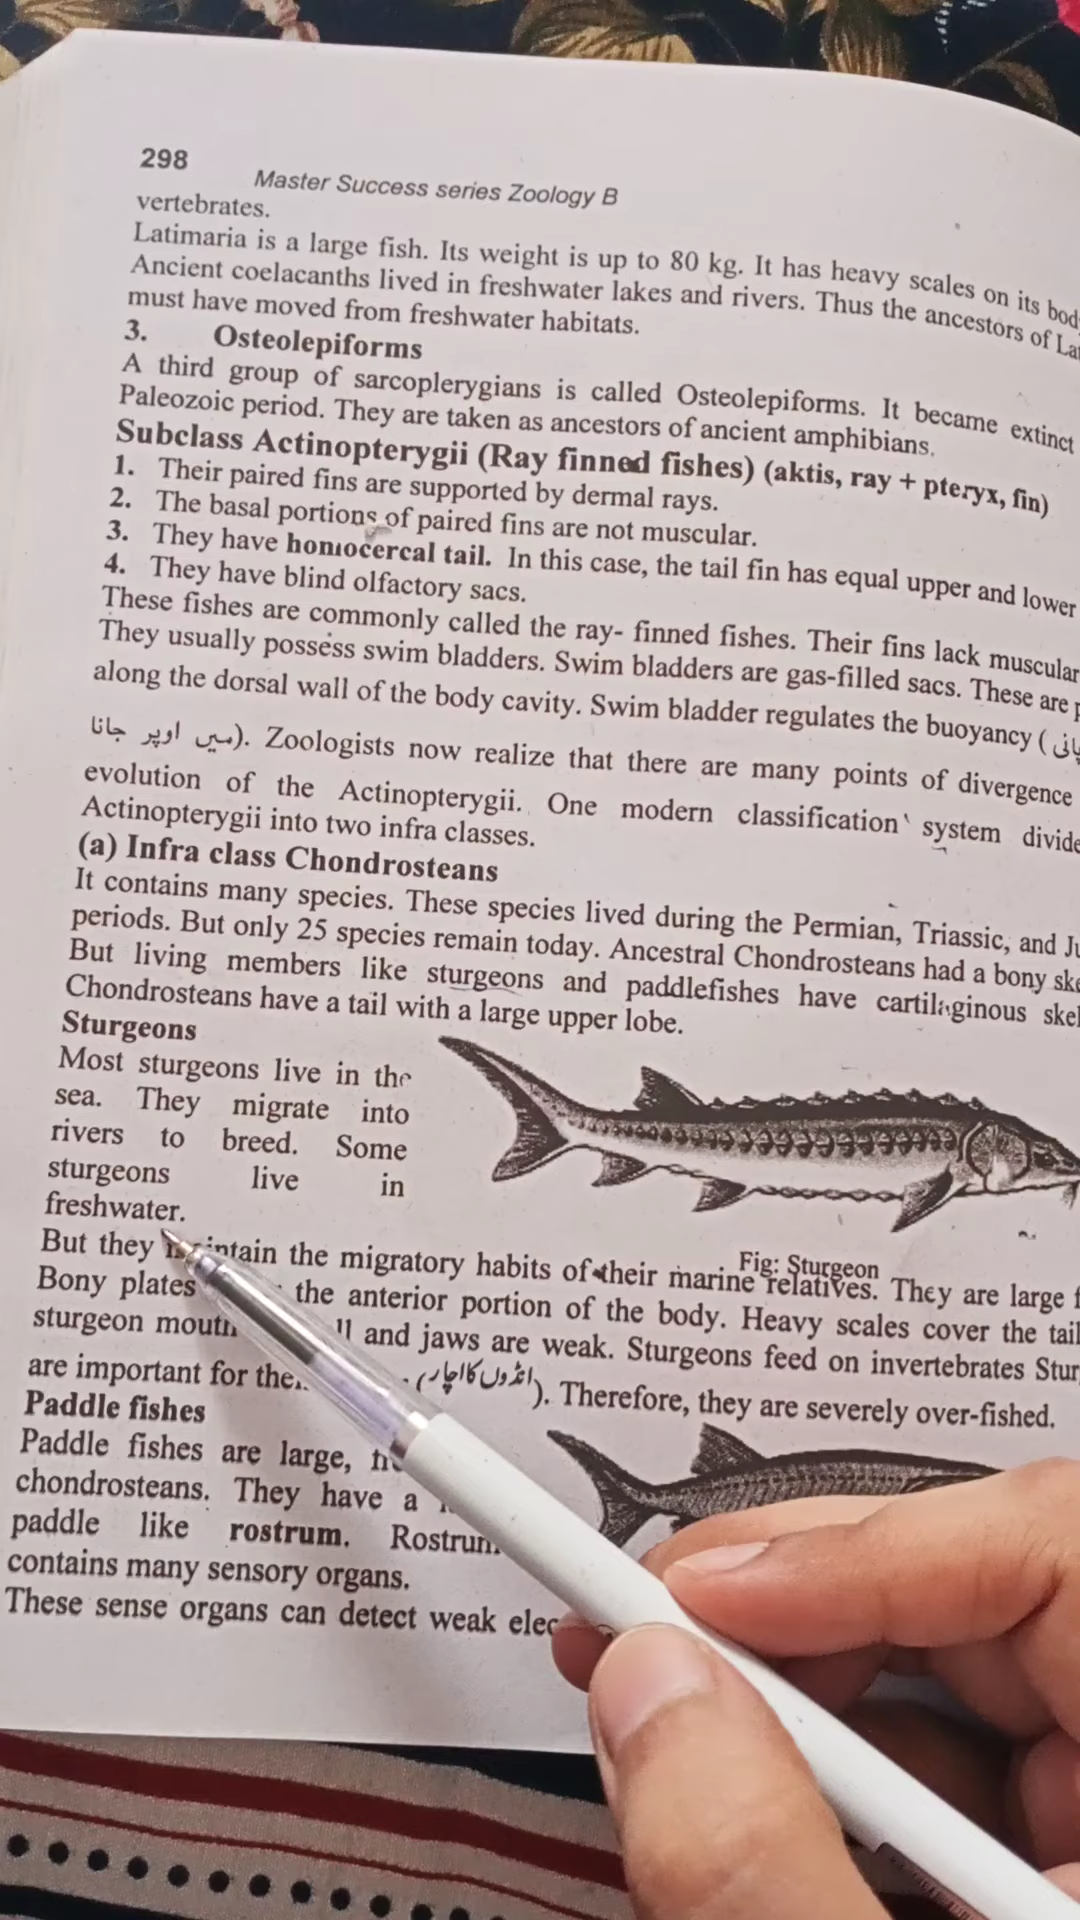 298
Master Success series Zoology B
vertebrates.
Latimaria is a large fish. Its weight is up to 80 kg. It has heavy scales on its bod
Ancient coelacanths lived in freshwater lakes and rivers. Thus the ancestors of La
must have moved from freshwater habitats.
3. Osteolepiforms
A third group of sarcoplerygians is called Osteolepiforms. It became extinct
Paleozoic period. They are taken as ancestors of ancient amphibians.
Subclass Actinopterygii (Ray finned fishes) (aktis, ray + pteryx, fin)
1. Their paired fins are supported by dermal rays.
2. The basal portions of paired fins are not muscular.
3. They have homocercal tail. In this case, the tail fin has equal upper and lower
4. They have blind olfactory sacs.
These fishes are commonly called the ray- finned fishes. Their fins lack muscular
They usually possess swim bladders. Swim bladders are gas-filled sacs. These are p
along the dorsal wall of the body cavity. Swim bladder regulates the buoyancy (
میں اوپر جانا). Zoologists now realize that there are many points of divergence
evolution of the Actinopterygii. One modern classification system divide
Actinopterygii into two infra classes.
(a) Infra class Chondrosteans
It contains many species. These species lived during the Permian, Triassic, and Ju
periods. But only 25 species remain today. Ancestral Chondrosteans had a bony ske
But living members like sturgeons and paddlefishes have cartilaginous skel
Chondrosteans have a tail with a large upper lobe.
Sturgeons
Most sturgeons live in the
sea. They migrate into
rivers to breed. Some
sturgeons live in
freshwater.
Fig: Sturgeon
But they intain the migratory habits of their marine relatives. They are large f
Bony plates the anterior portion of the body. Heavy scales cover the tail
sturgeon mouth ll and jaws are weak. Sturgeons feed on invertebrates Stur
are important for the (انڈوں کا اچار). Therefore, they are severely over-fished.
Paddle fishes
Paddle fishes are large,
chondrosteans. They have a
paddle like rostrum. Rostrum
contains many sensory organs.
These sense organs can detect weak elec